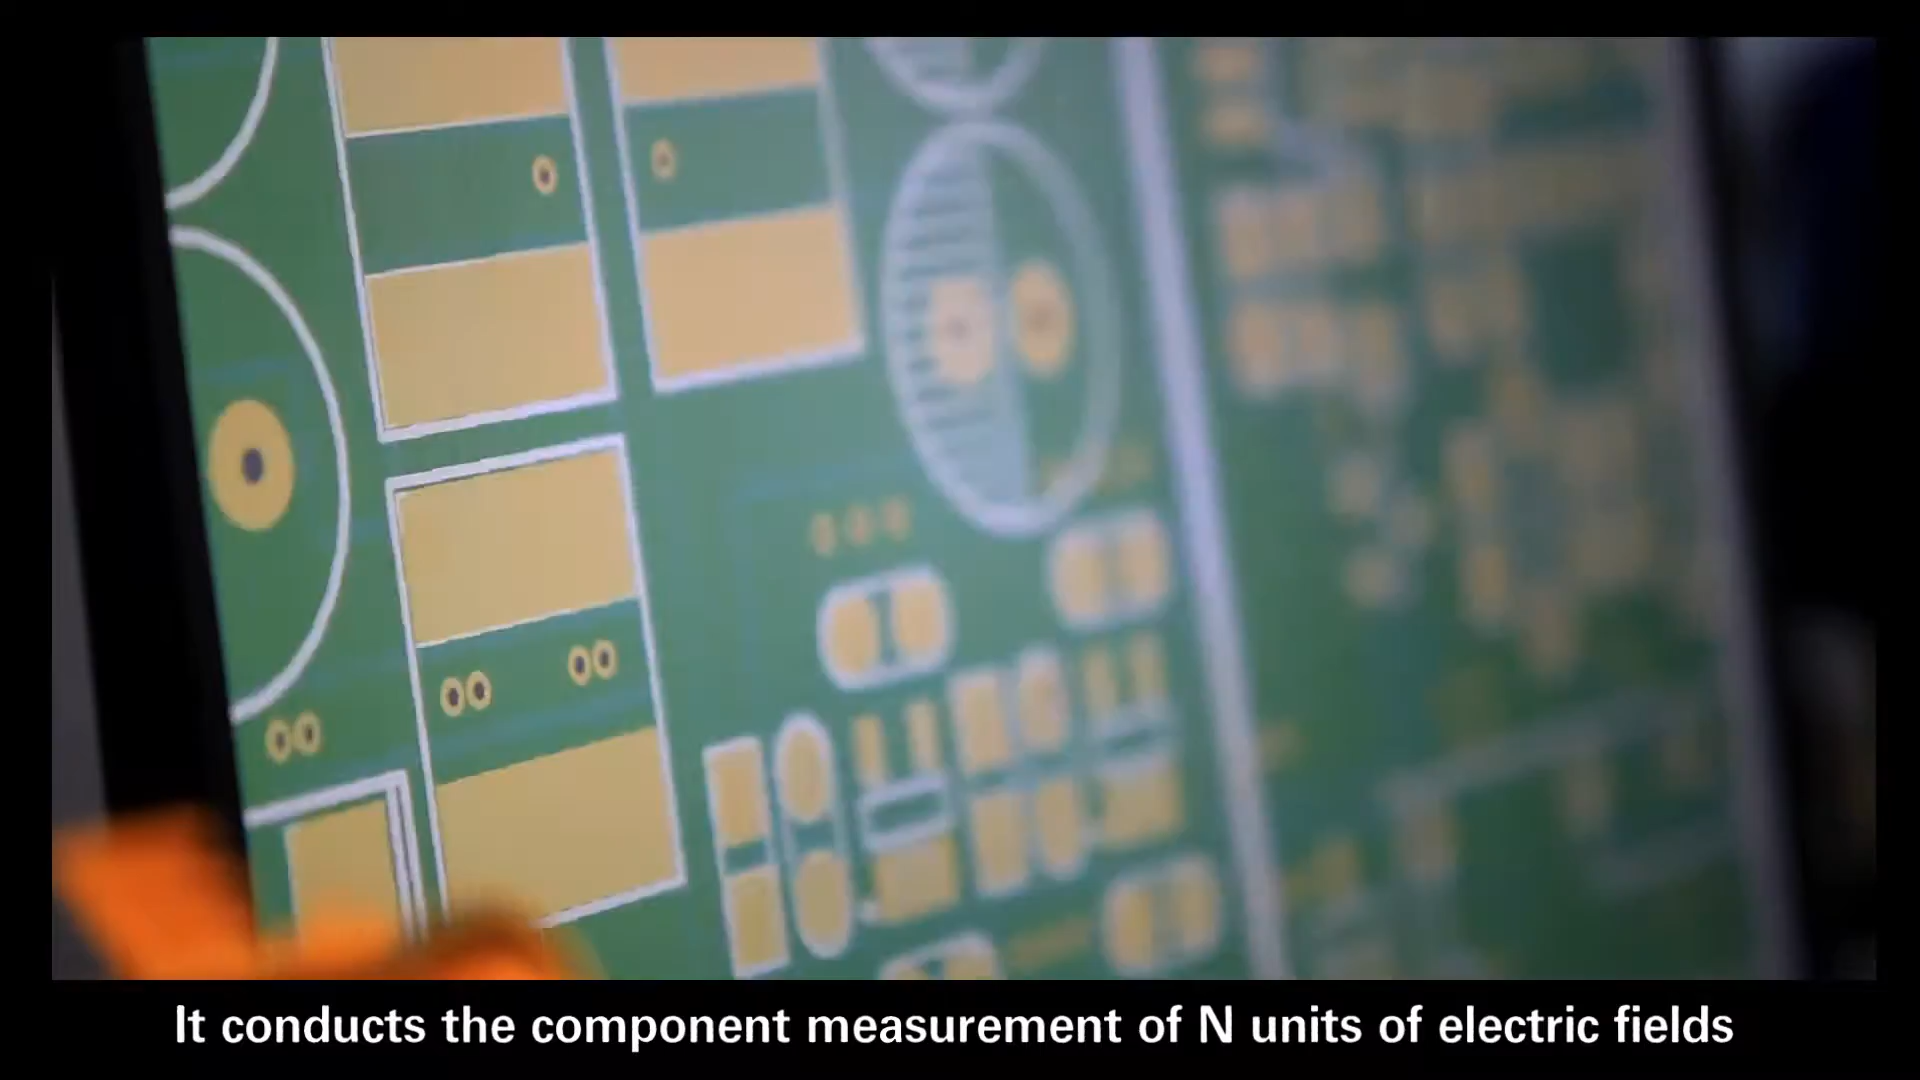 It conducts the component measurement of N units of electric fields